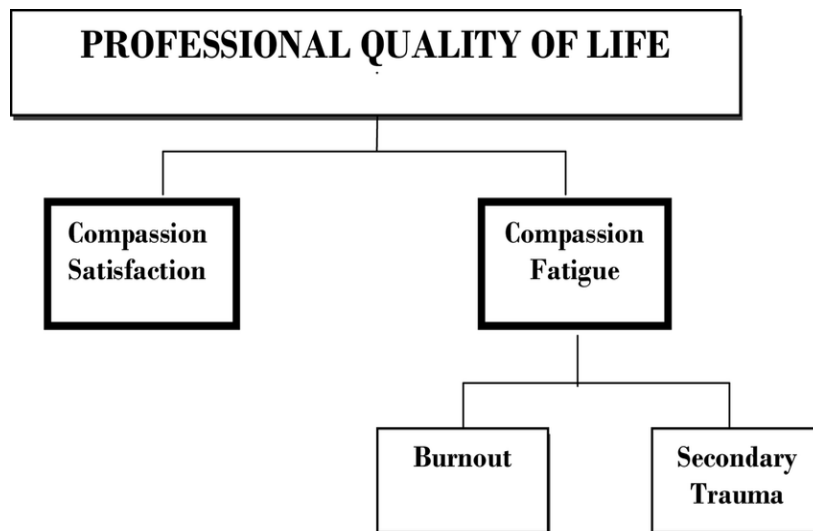 PROFESSIONAL QUALITY OF LIFE
Compassion
Satisfaction
Compassion
Fatigue
Burnout
Secondary
Trauma